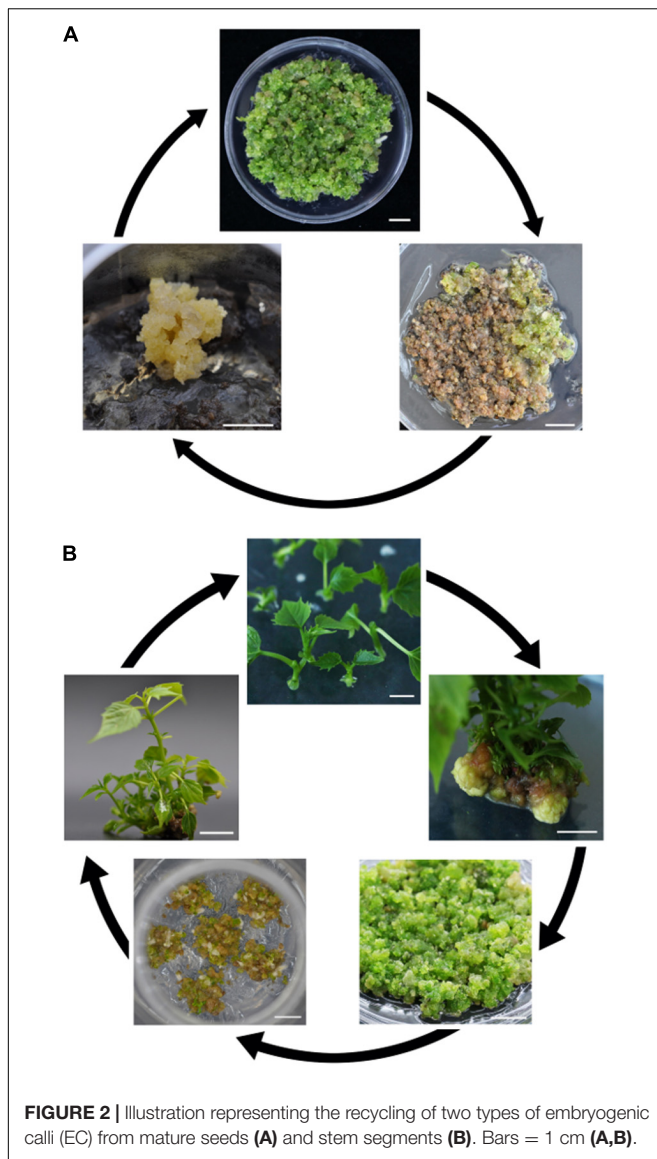 A
B
FIGURE 2 | Illustration representing the recycling of two types of embryogenic
calli (EC) from mature seeds (A) and stem segments (B). Bars = 1 cm (A,B).